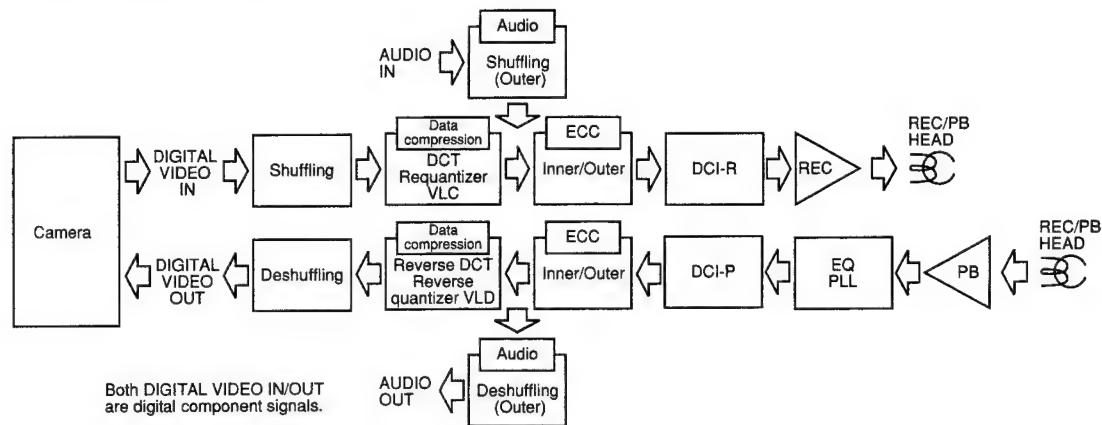 Audio
AUDIO
IN
Shuffling
(Outer)
Camera
DIGITAL
VIDEO
IN
Shuffling
Data
compression
DCT
Requantizer
VLC
ECC
Inner/Outer
DCI-R
REC
REC/PB
HEAD
DIGITAL
VIDEO
OUT
Deshuffling
Data
compression
Reverse DCT
Reverse
quantizer VLD
ECC
Inner/Outer
DCI-P
EQ
PLL
PB
REC/PB
HEAD
Audio
AUDIO
OUT
Deshuffling
(Outer)
Both DIGITAL VIDEO IN/OUT
are digital component signals.